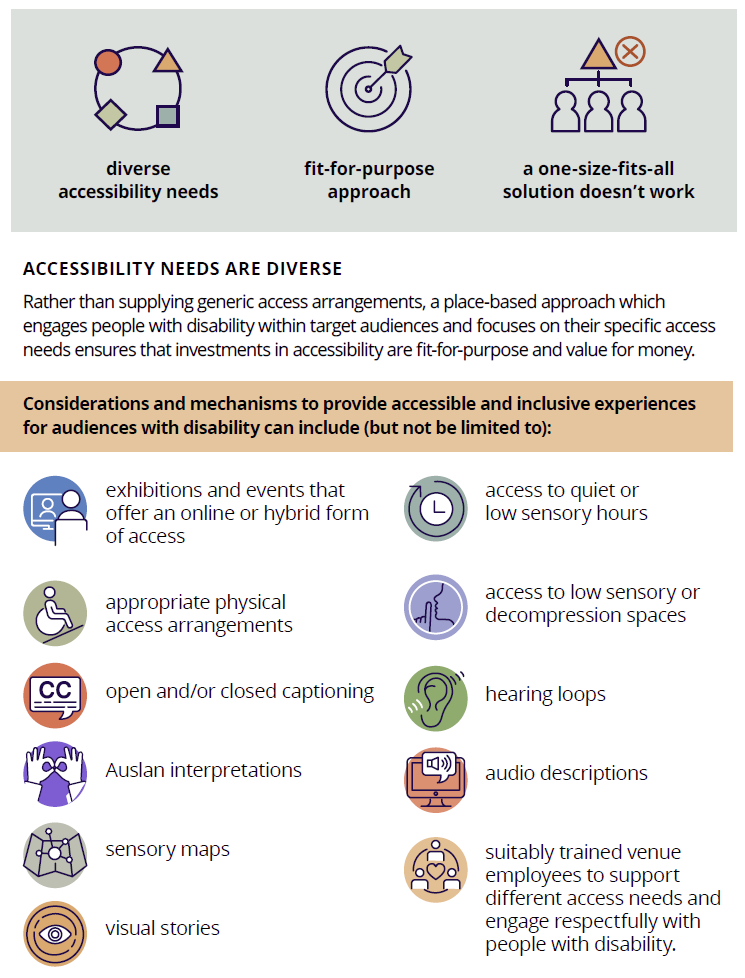 diverse
accessibility needs
fit-for-purpose
approach
a one-size-fits-all
solution doesn’t work
ACCESSIBILITY NEEDS ARE DIVERSE
Rather than supplying generic access arrangements, a place-based approach which
engages people with disability within target audiences and focuses on their specific access
needs ensures that investments in accessibility are fit-for-purpose and value for money.
Considerations and mechanisms to provide accessible and inclusive experiences
for audiences with disability can include (but not be limited to):
exhibitions and events that
offer an online or hybrid form
of access
appropriate physical
access arrangements
CC
open and/or closed captioning
Auslan interpretations
sensory maps
visual stories
access to quiet or
low sensory hours
access to low sensory or
decompression spaces
hearing loops
audio descriptions
suitably trained venue
employees to support
different access needs and
engage respectfully with
people with disability.